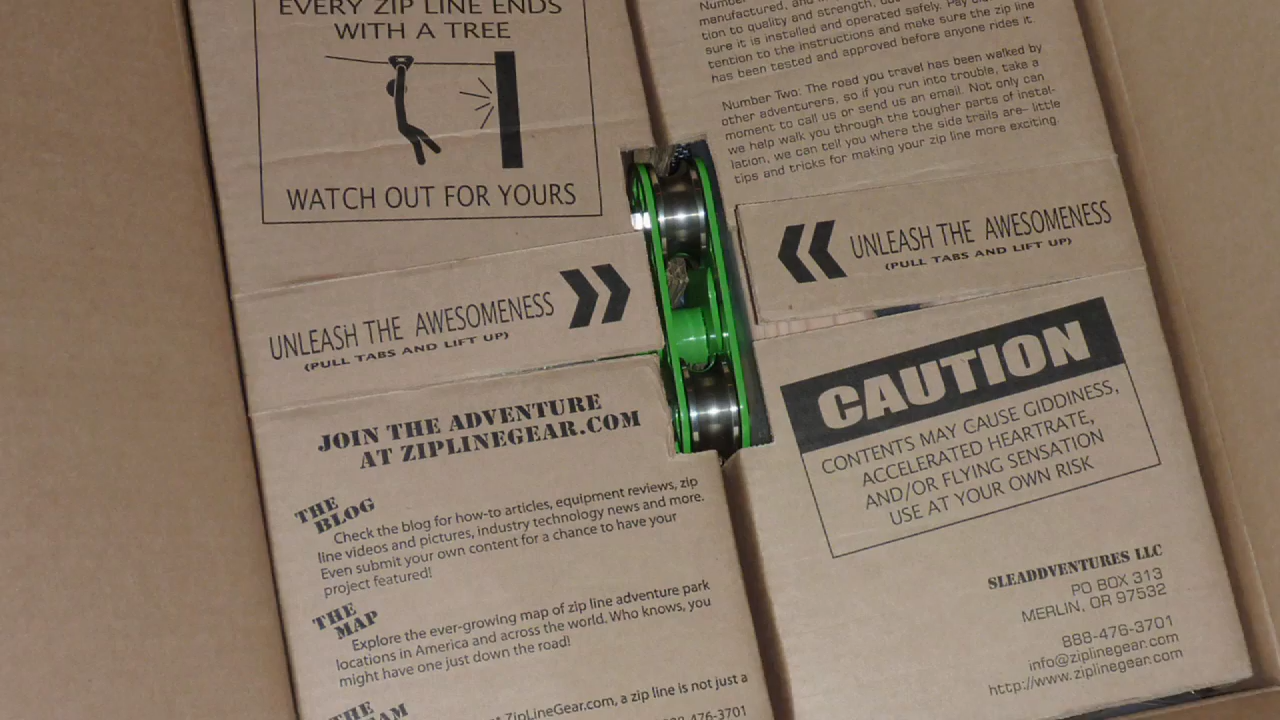 EVERY ZIP LINE ENDS
WITH A TREE
WATCH OUT FOR YOURS
UNLEASH THE AWESOMENESS
(PULL TABS AND LIFT UP)
JOIN THE ADVENTURE
AT ZIPLINEGEAR.COM
THE
BLOG
Check the blog for how-to articles, equipment reviews, zip
line videos and pictures, industry technology news and more.
Even submit your own content for a chance to have your
project featured!
THE
MAP
Explore the ever-growing map of zip line adventure park
locations in America and across the world. Who knows, you
might have one just down the road!
THE
ZipLineGear.com, a zip line is not just a
888-476-3701
manufactured, and
tion to quality and strength, but
sure it is installed and operated safely. Pay
tention to the instructions and make sure the zip line
has been tested and approved before anyone rides it.
Number Two: The road you travel has been walked by
other adventurers, so if you run into trouble, take a
moment to call us or send us an email. Not only can
we help walk you through the tougher parts of instal-
lation, we can tell you where the side trails are- little
tips and tricks for making your zip line more exciting.
UNLEASH THE AWESOMENESS
(PULL TABS AND LIFT UP)
CAUTION
CONTENTS MAY CAUSE GIDDINESS,
ACCELERATED HEARTRATE,
AND/OR FLYING SENSATION
USE AT YOUR OWN RISK
SLEADDVENTURES LLC
PO BOX 313
MERLIN, OR 97532
888-476-3701
info@ziplinegear.com
http://www.ziplinegear.com